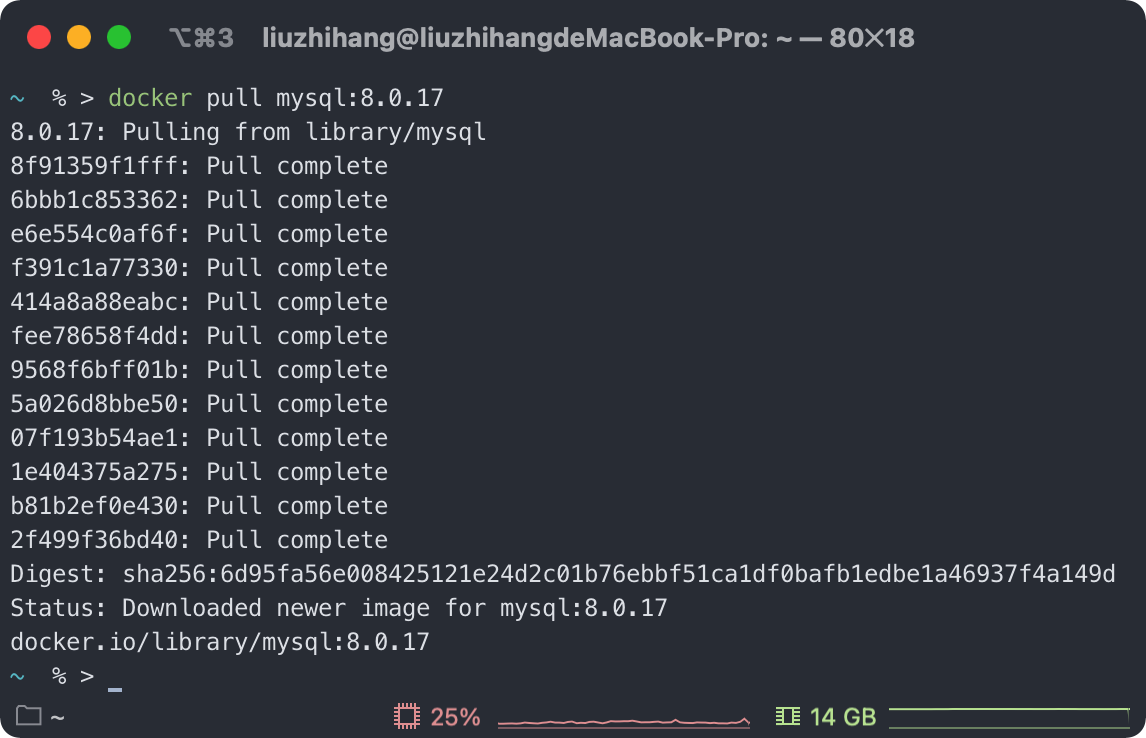 ⌥⌘3 liuzhihang@liuzhihangdeMacBook-Pro: ~ — 80×18
~ % > docker pull mysql:8.0.17
8.0.17: Pulling from library/mysql
8f91359f1fff: Pull complete
6bbb1c853362: Pull complete
e6e554c0af6f: Pull complete
f391c1a77330: Pull complete
414a8a88eabc: Pull complete
fee78658f4dd: Pull complete
9568f6bff01b: Pull complete
5a026d8bbe50: Pull complete
07f193b54ae1: Pull complete
1e404375a275: Pull complete
b81b2ef0e430: Pull complete
2f499f36bd40: Pull complete
Digest: sha256:6d95fa56e008425121e24d2c01b76ebbf51ca1df0bafb1edbe1a46937f4a149d
Status: Downloaded newer image for mysql:8.0.17
docker.io/library/mysql:8.0.17
~ % > _
~ 25% 14 GB